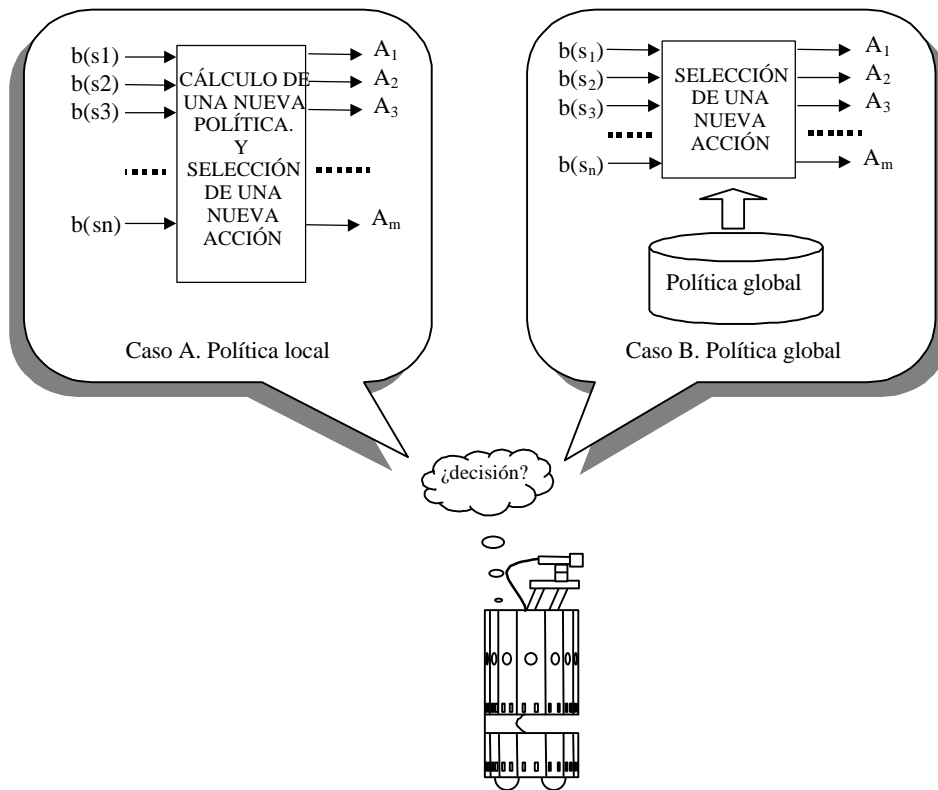 b(s1)
b(s2)
b(s3)
b(sn)
CÁLCULO DE
UNA NUEVA
POLÍTICA.
Y
SELECCIÓN
DE UNA
NUEVA
ACCIÓN
A1
A2
A3
Am
Caso A. Política local
b(s1)
b(s2)
b(s3)
b(sn)
SELECCIÓN
DE UNA
NUEVA
ACCIÓN
A1
A2
A3
Am
Política global
Caso B. Política global
¿decisión?